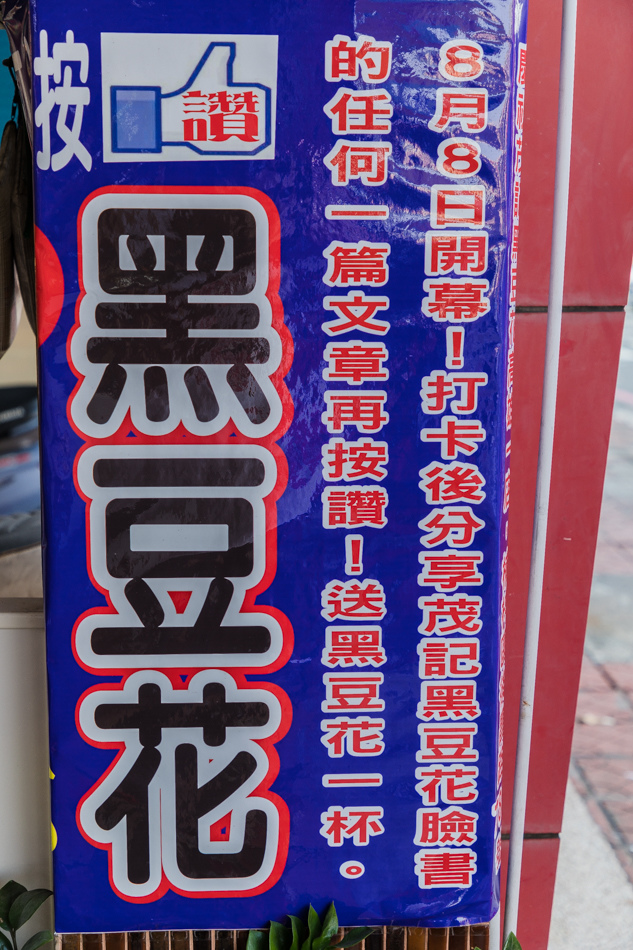 8月8日開幕！打卡後分享茂記黑豆花臉書
的任何一篇文章再按讚！送黑豆花一杯。
按讚
黑豆花